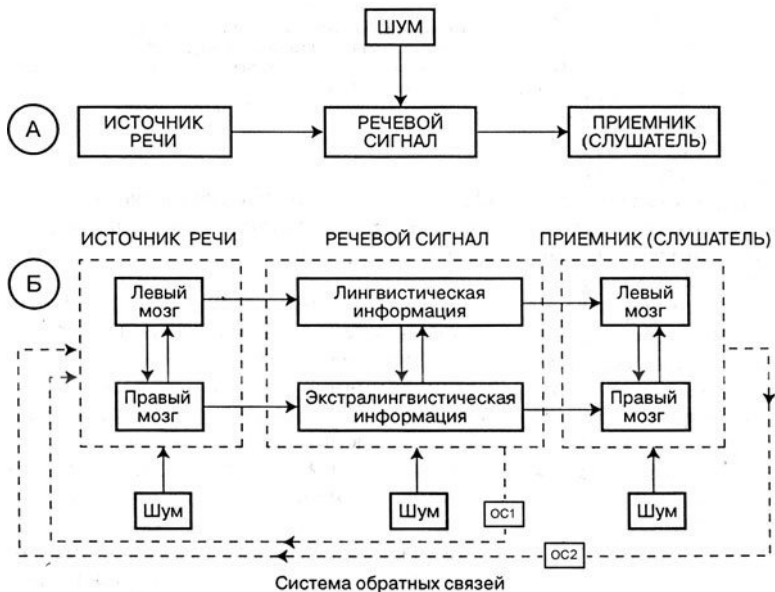 ШУМ
А
ИСТОЧНИК
РЕЧИ
РЕЧЕВОЙ
СИГНАЛ
ПРИЕМНИК
(СЛУШАТЕЛЬ)
ИСТОЧНИК РЕЧИ
РЕЧЕВОЙ СИГНАЛ
ПРИЕМНИК (СЛУШАТЕЛЬ)
Б
Левый
мозг
Лингвистическая
информация
Левый
мозг
Правый
мозг
Экстралингвистическая
информация
Правый
мозг
Шум
Шум
ОС1
Шум
ОС2
Система обратных связей